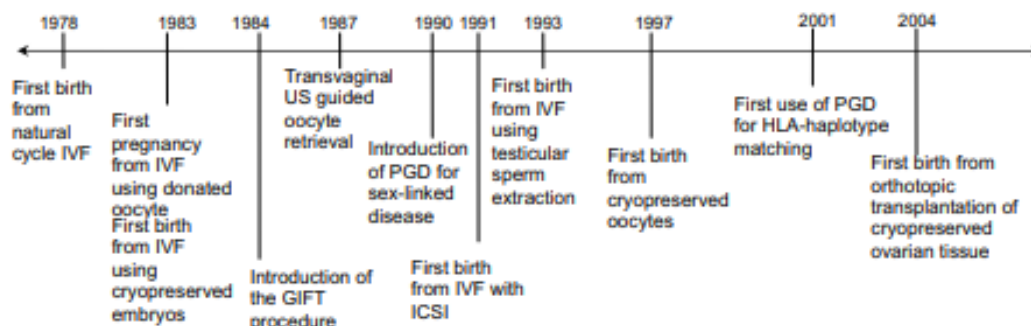 1978 1983 1984 1987 1990 1991 1993 1997 2001 2004
First birth
from
natural
cycle IVF
First
pregnancy
from IVF
using donated
oocyte
First birth
from IVF
using
cryopreserved
embryos
Introduction of
the GIFT
procedure
Transvaginal
US guided
oocyte
retrieval
Introduction
of PGD for
sex-linked
disease
First birth
from IVF with
ICSI
First birth
from IVF
using
testicular
sperm
extraction
First birth
from
cryopreserved
oocytes
First use of PGD
for HLA-haplotype
matching
First birth from
orthotopic
transplantation of
cryopreserved
ovarian tissue